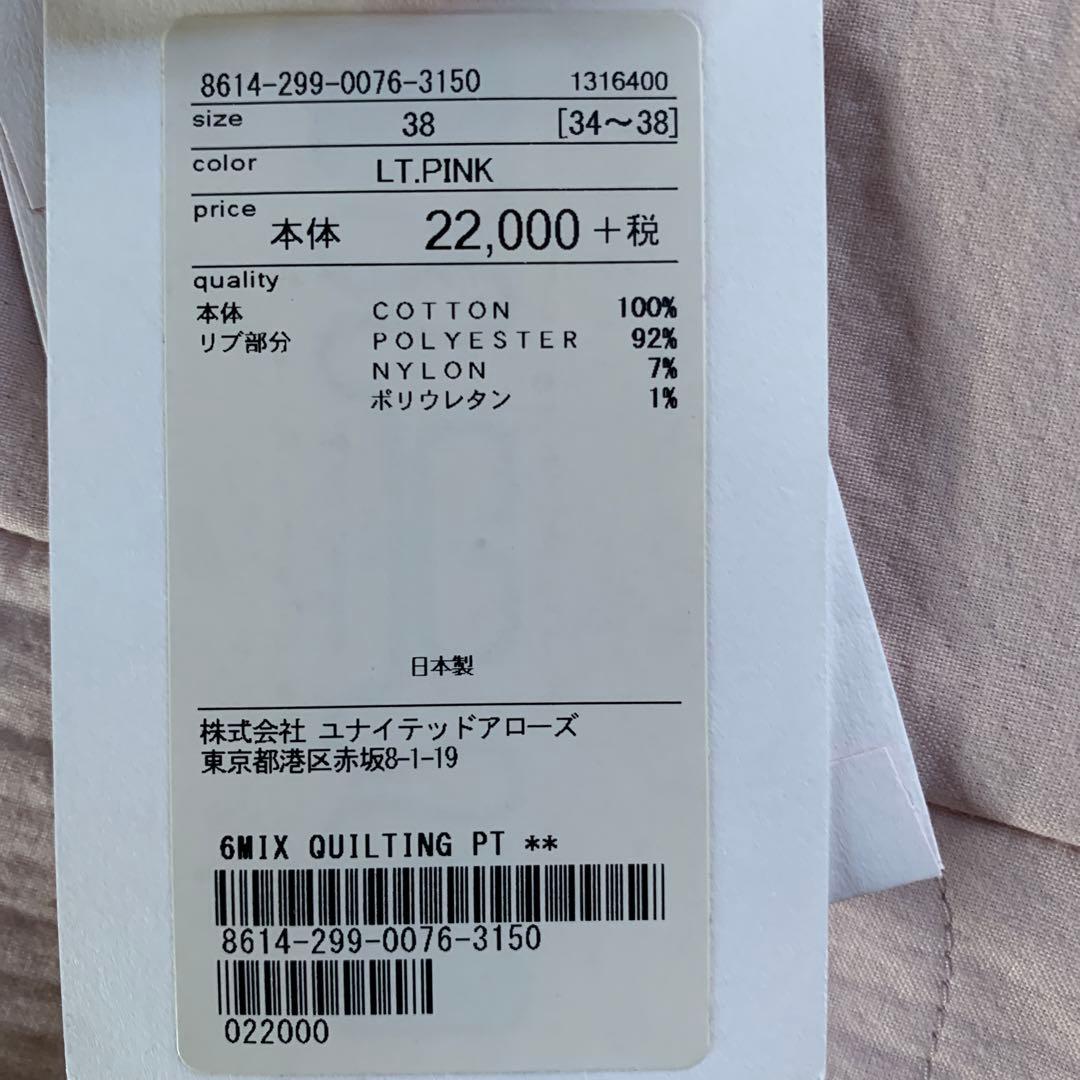 8614-299-0076-3150 1316400
size 38 [34～38]
color LT.PINK
price 本体 22,000 +税
quality
本体 COTTON 100%
リブ部分 POLYESTER 92%
NYLON 7%
ポリウレタン 1%
日本製
株式会社 ユナイテッドアローズ
東京都港区赤坂8-1-19
6MIX QUILTING PT **
8614-299-0076-3150
022000